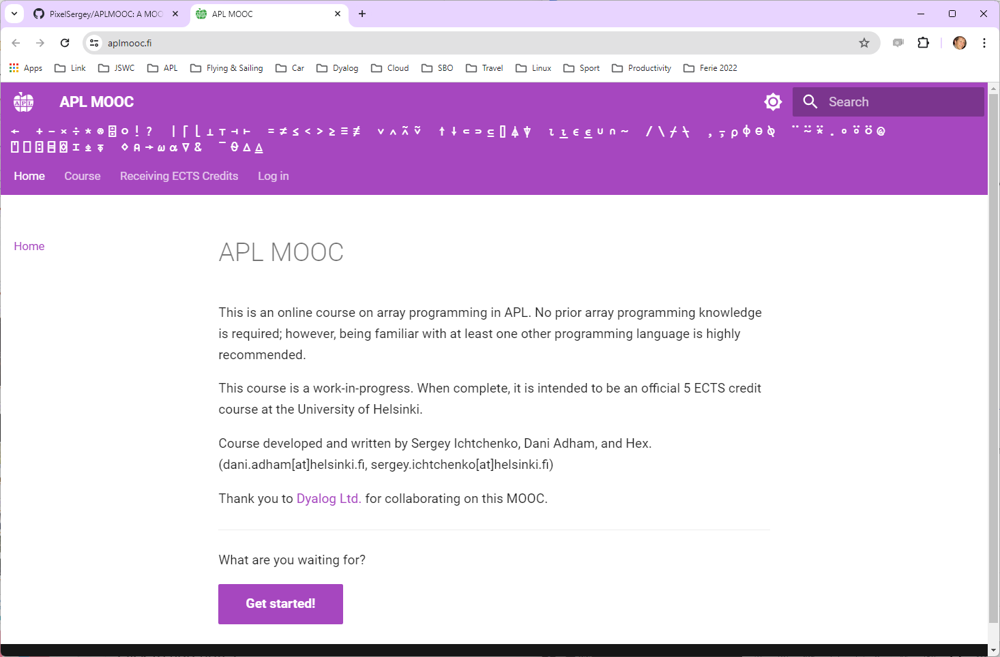 PixelSergey/APLMOOC: A MOO
APL MOOC
aplmooc.fi
Apps Link JSWC APL Flying & Sailing Car Dyalog Cloud SBO Travel Linux Sport Productivity Ferie 2022
APL
APL MOOC
Search
← + - × ÷ * ⍟ ⌹ ○ ! ? | ⌈ ⌊ ⊥ ⊤ ⊣ ⊢ = ≠ ≤ < > ≥ ≡ ≢ ∨ ∧ ⍲ ⍱ ↑ ↓ ⊂ ⊃ ⊆ ⌷ ⍋ ⍒ ⍳ ⍸ ∊ ⍷ ∪ ∩ ~ / \ ⌿ ⍀ , ⍪ ⍴ ⌽ ⊖ ⍉ ¨ ⍨ ⍣ . ∘ ⍤ ⍥ @
⍞ ⎕ ⍠ ⌸ ⌺ ⌶ ⍎ ⍕ ⋄ ⍝ → ⍵ ⍺ ∇ & ¯ ⍬ ∆ ⍙
Home Course Receiving ECTS Credits Log in
Home
APL MOOC
This is an online course on array programming in APL. No prior array programming knowledge
is required; however, being familiar with at least one other programming language is highly
recommended.
This course is a work-in-progress. When complete, it is intended to be an official 5 ECTS credit
course at the University of Helsinki.
Course developed and written by Sergey Ichtchenko, Dani Adham, and Hex.
(dani.adham[at]helsinki.fi, sergey.ichtchenko[at]helsinki.fi)
Thank you to Dyalog Ltd. for collaborating on this MOOC.
What are you waiting for?
Get started!